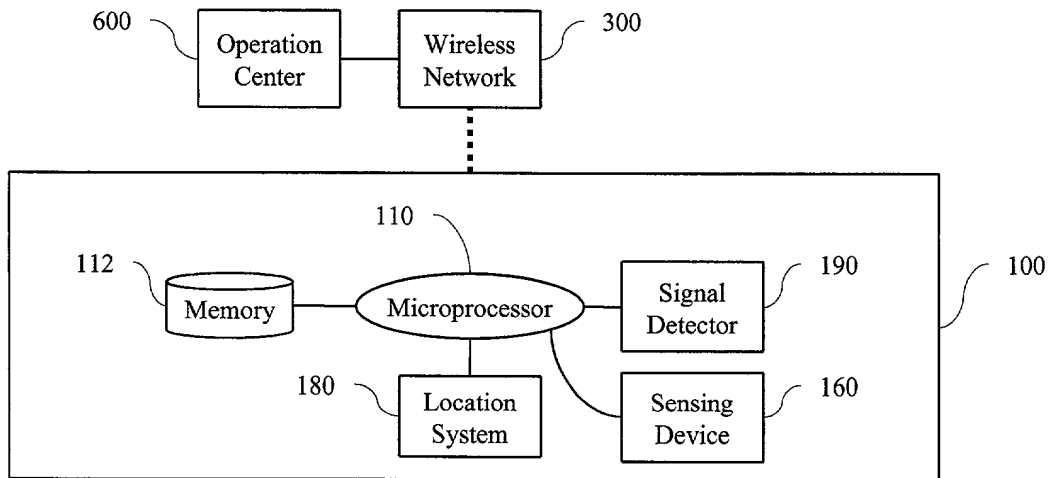 600
Operation
Center
Wireless
Network
300
110
112
Memory
Microprocessor
Signal
Detector
190
100
180
Location
System
Sensing
Device
160